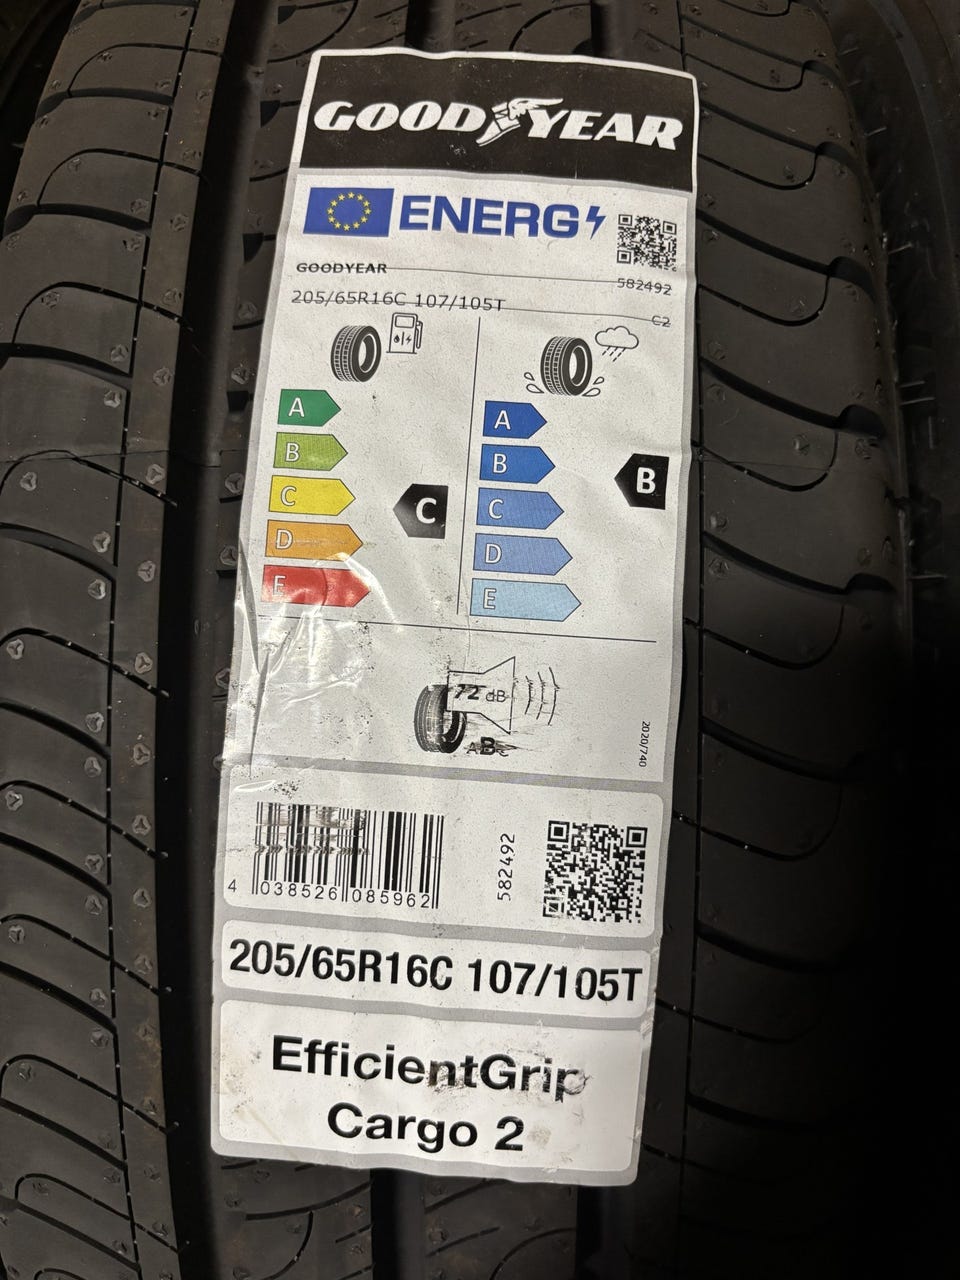 GOODYEAR
ENERG
GOODYEAR
582492
205/65R16C 107/105T
C2
A
B
C
D
E
C
A
B
C
D
E
B
72 dB
ABC
2020/740
4 038526 085962
582492
205/65R16C 107/105T
EfficientGrip
Cargo 2